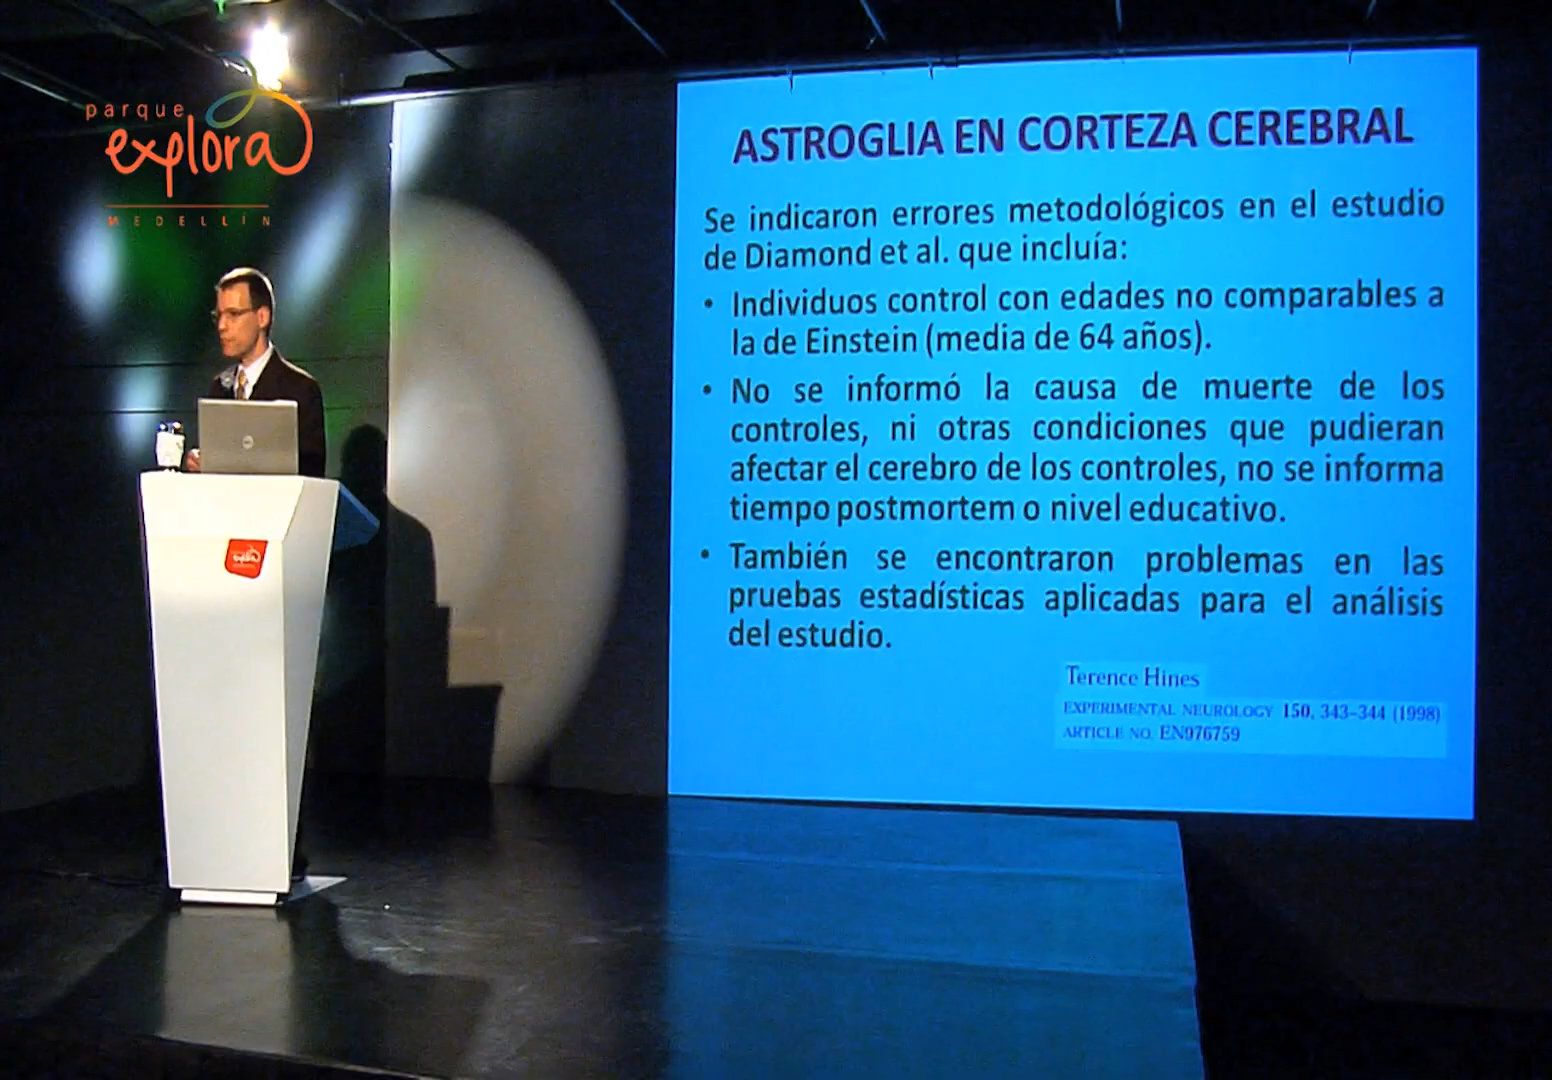 parque
explora
MEDELLÍN
ASTROGLIA EN CORTEZA CEREBRAL
Se indicaron errores metodológicos en el estudio
de Diamond et al. que incluía:
• Individuos control con edades no comparables a
la de Einstein (media de 64 años).
• No se informó la causa de muerte de los
controles, ni otras condiciones que pudieran
afectar el cerebro de los controles, no se informa
tiempo postmortem o nivel educativo.
• También se encontraron problemas en las
pruebas estadísticas aplicadas para el análisis
del estudio.
Terence Hines
EXPERIMENTAL NEUROLOGY 150, 343–344 (1998)
ARTICLE NO. EN976759
explora